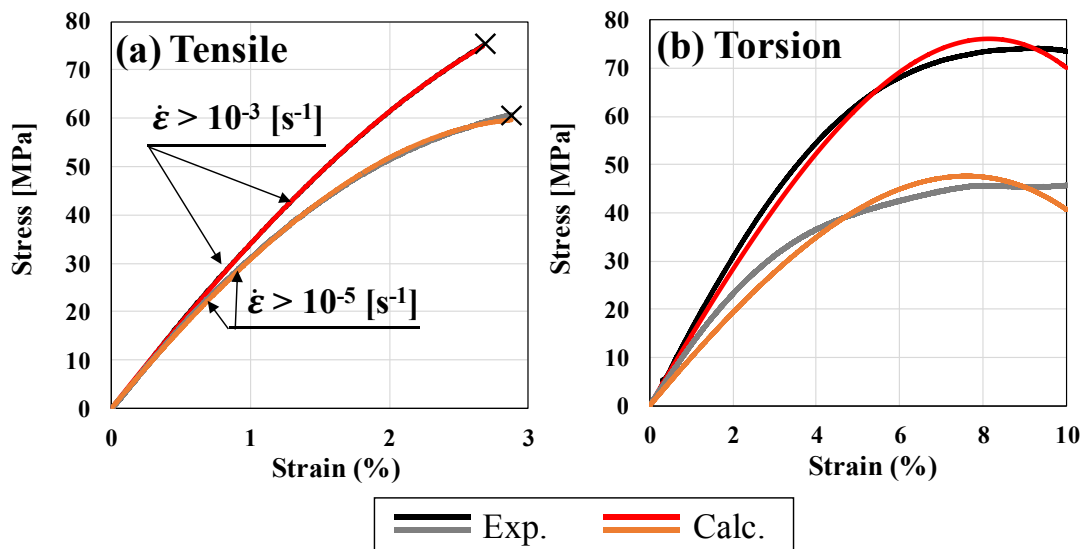 (a) Tensile
ε̇ > 10⁻³ [s⁻¹]
ε̇ > 10⁻⁵ [s⁻¹]
Stress [MPa]
80
70
60
50
40
30
20
10
0
0 1 2 3
Strain (%)
(b) Torsion
Stress [MPa]
80
70
60
50
40
30
20
10
0
0 2 4 6 8 10
Strain (%)
Exp. Calc.